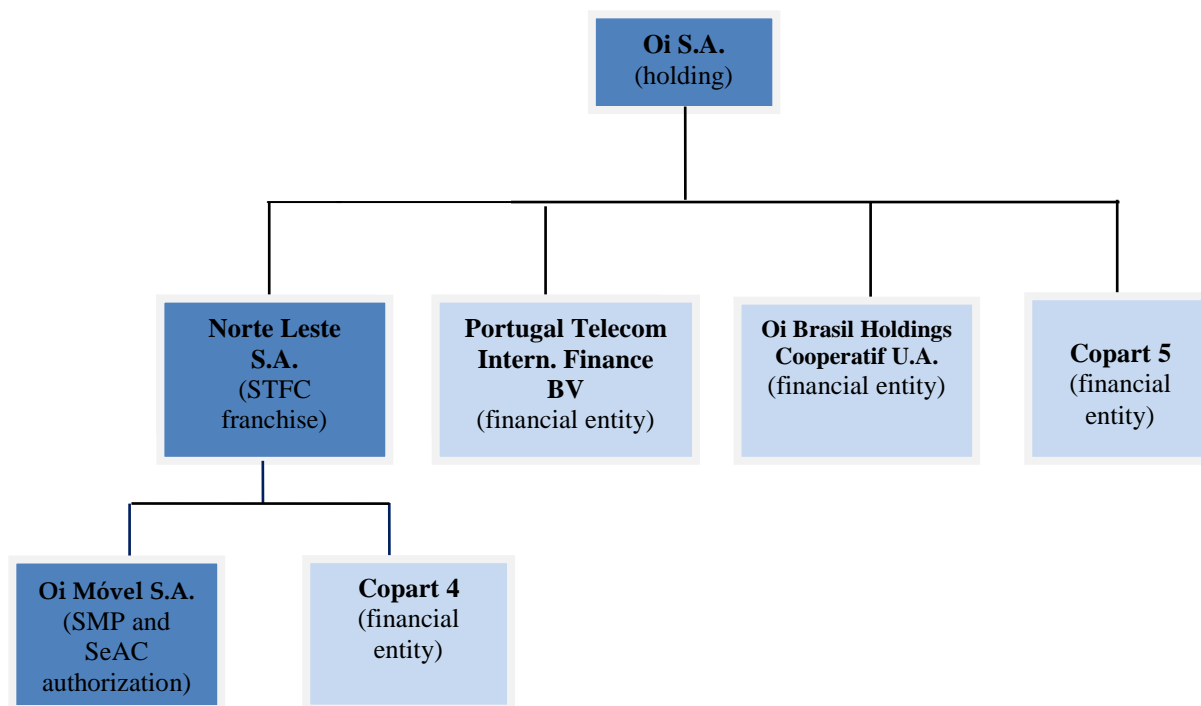 Oi S.A.
(holding)
Norte Leste
S.A.
(STFC
franchise)
Portugal Telecom
Intern. Finance
BV
(financial entity)
Oi Brasil Holdings
Cooperatif U.A.
(financial entity)
Copart 5
(financial
entity)
Oi Móvel S.A.
(SMP and
SeAC
authorization)
Copart 4
(financial
entity)